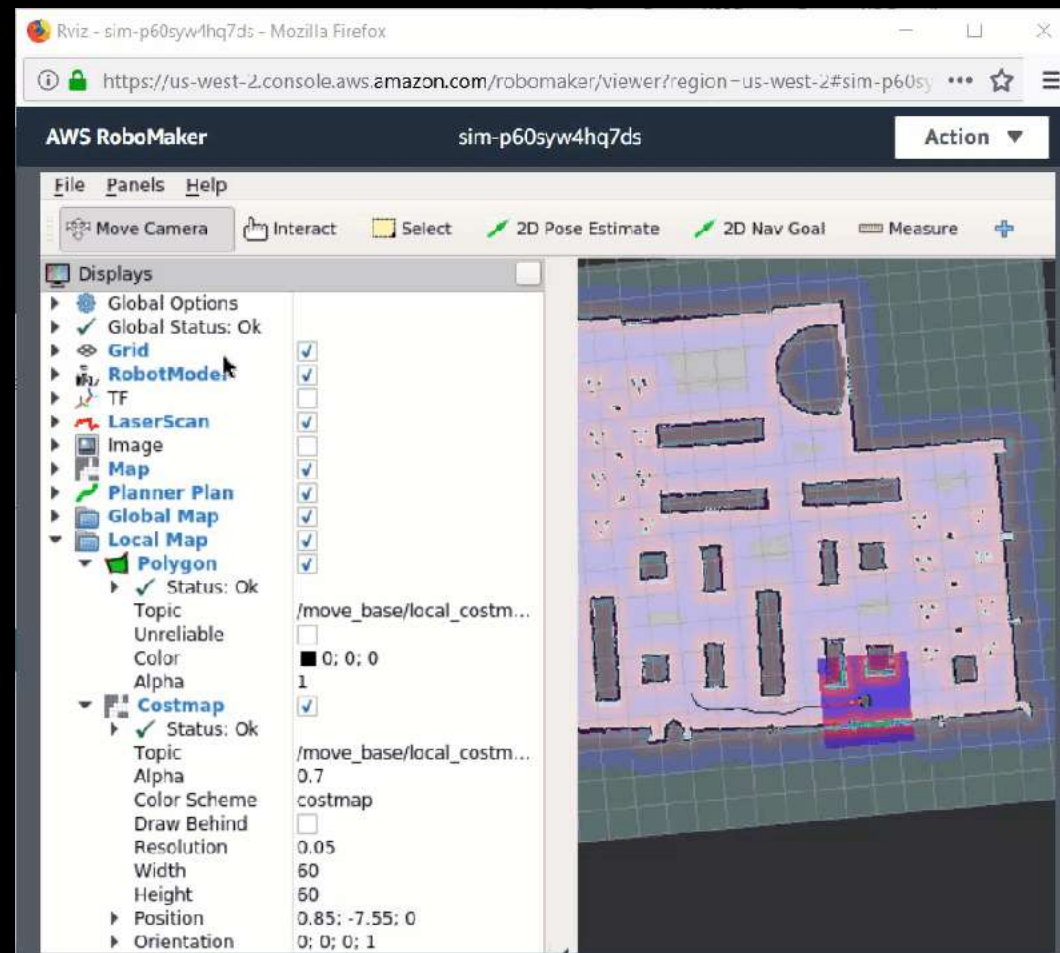 Rviz - sim-p60syw4hq7ds - Mozilla Firefox
https://us-west-2.console.aws.amazon.com/robomaker/viewer?region=us-west-2#sim-p60sy
AWS RoboMaker sim-p60syw4hq7ds Action
File Panels Help
Move Camera Interact Select 2D Pose Estimate 2D Nav Goal Measure
Displays
Global Options
Global Status: Ok
Grid
RobotModel
TF
LaserScan
Image
Map
Planner Plan
Global Map
Local Map
Polygon
Status: Ok
Topic /move_base/local_costm...
Unreliable
Color 0; 0; 0
Alpha 1
Costmap
Status: Ok
Topic /move_base/local_costm...
Alpha 0.7
Color Scheme costmap
Draw Behind
Resolution 0.05
Width 60
Height 60
Position 0.85; -7.55; 0
Orientation 0; 0; 0; 1